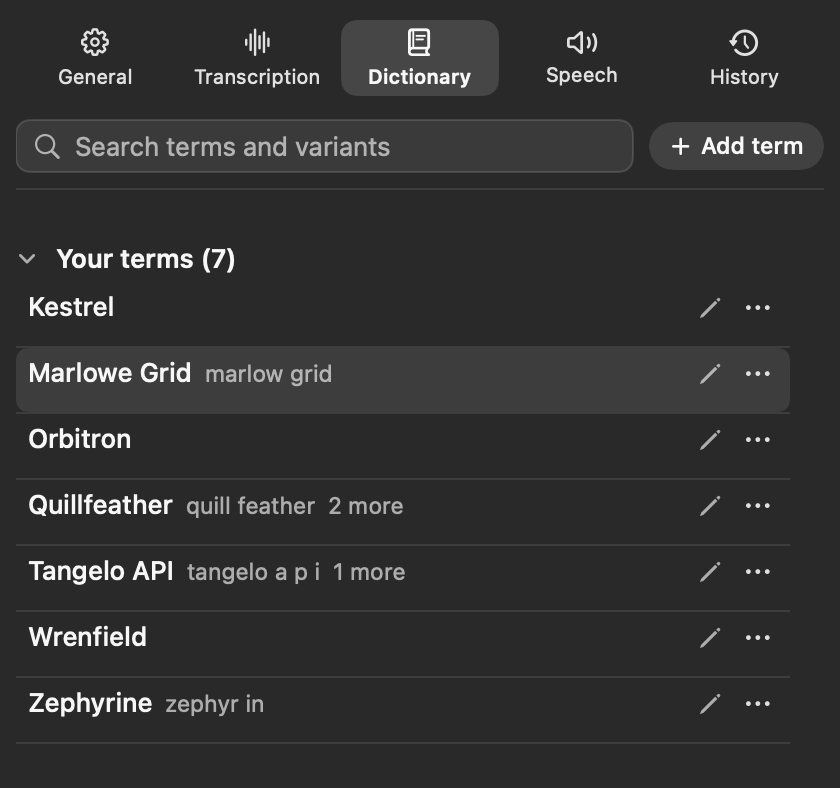 General Transcription Dictionary Speech History
Search terms and variants + Add term
Your terms (7)
Kestrel
Marlowe Grid marlow grid
Orbitron
Quillfeather quill feather 2 more
Tangelo API tangelo a p i 1 more
Wrenfield
Zephyrine zephyr in